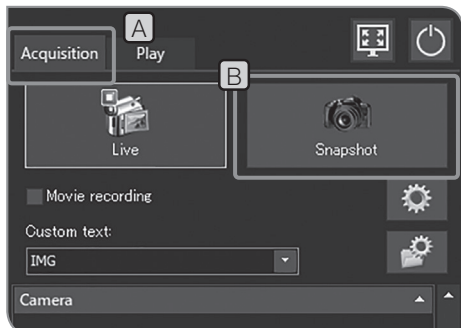 A
Acquisition Play
B
Live Snapshot
Movie recording
Custom text:
IMG
Camera